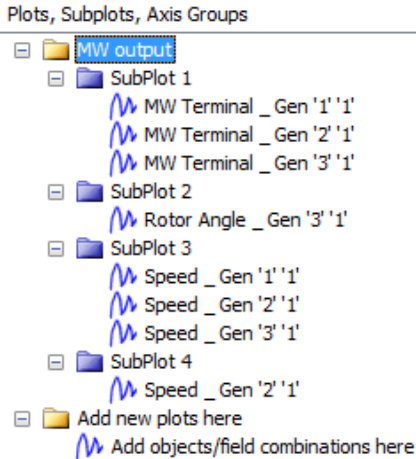 Plots, Subplots, Axis Groups
MW output
SubPlot 1
MW Terminal _ Gen '1' '1'
MW Terminal _ Gen '2' '1'
MW Terminal _ Gen '3' '1'
SubPlot 2
Rotor Angle _ Gen '3' '1'
SubPlot 3
Speed _ Gen '1' '1'
Speed _ Gen '2' '1'
Speed _ Gen '3' '1'
SubPlot 4
Speed _ Gen '2' '1'
Add new plots here
Add objects/field combinations here